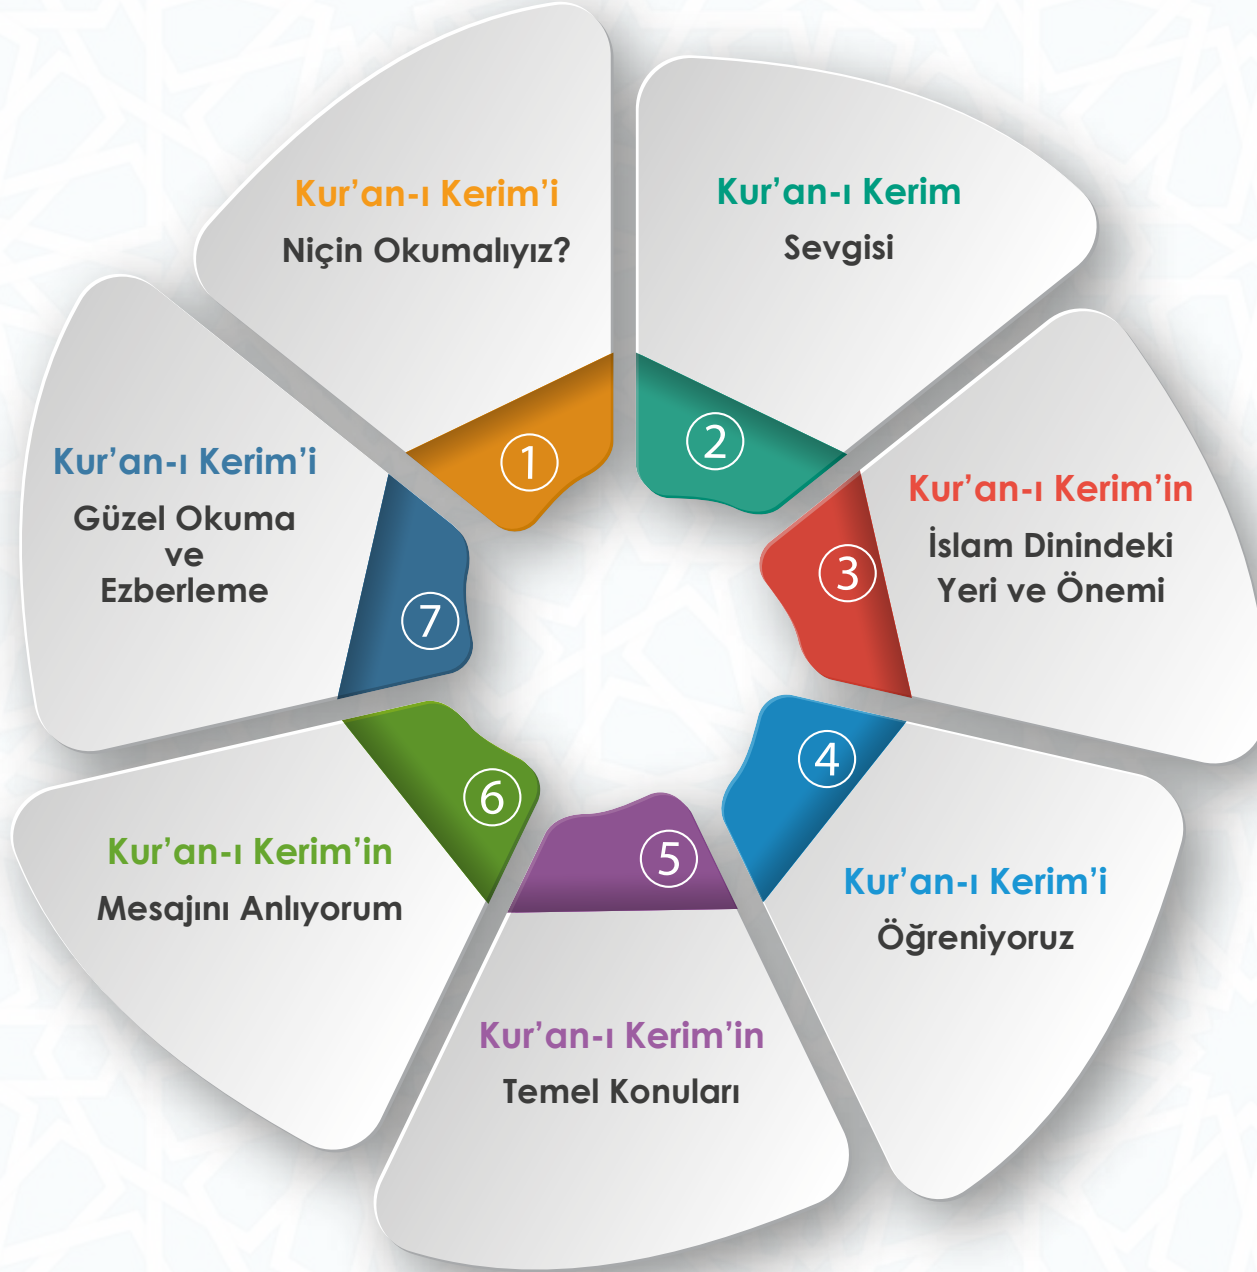 Kur’an-ı Kerim’i
Niçin Okumalıyız?
1
Kur’an-ı Kerim
Sevgisi
2
Kur’an-ı Kerim’in
İslam Dinindeki
Yeri ve Önemi
3
Kur’an-ı Kerim’i
Öğreniyoruz
4
Kur’an-ı Kerim’in
Temel Konuları
5
Kur’an-ı Kerim’in
Mesajını Anlıyorum
6
Kur’an-ı Kerim’i
Güzel Okuma
ve
Ezberleme
7